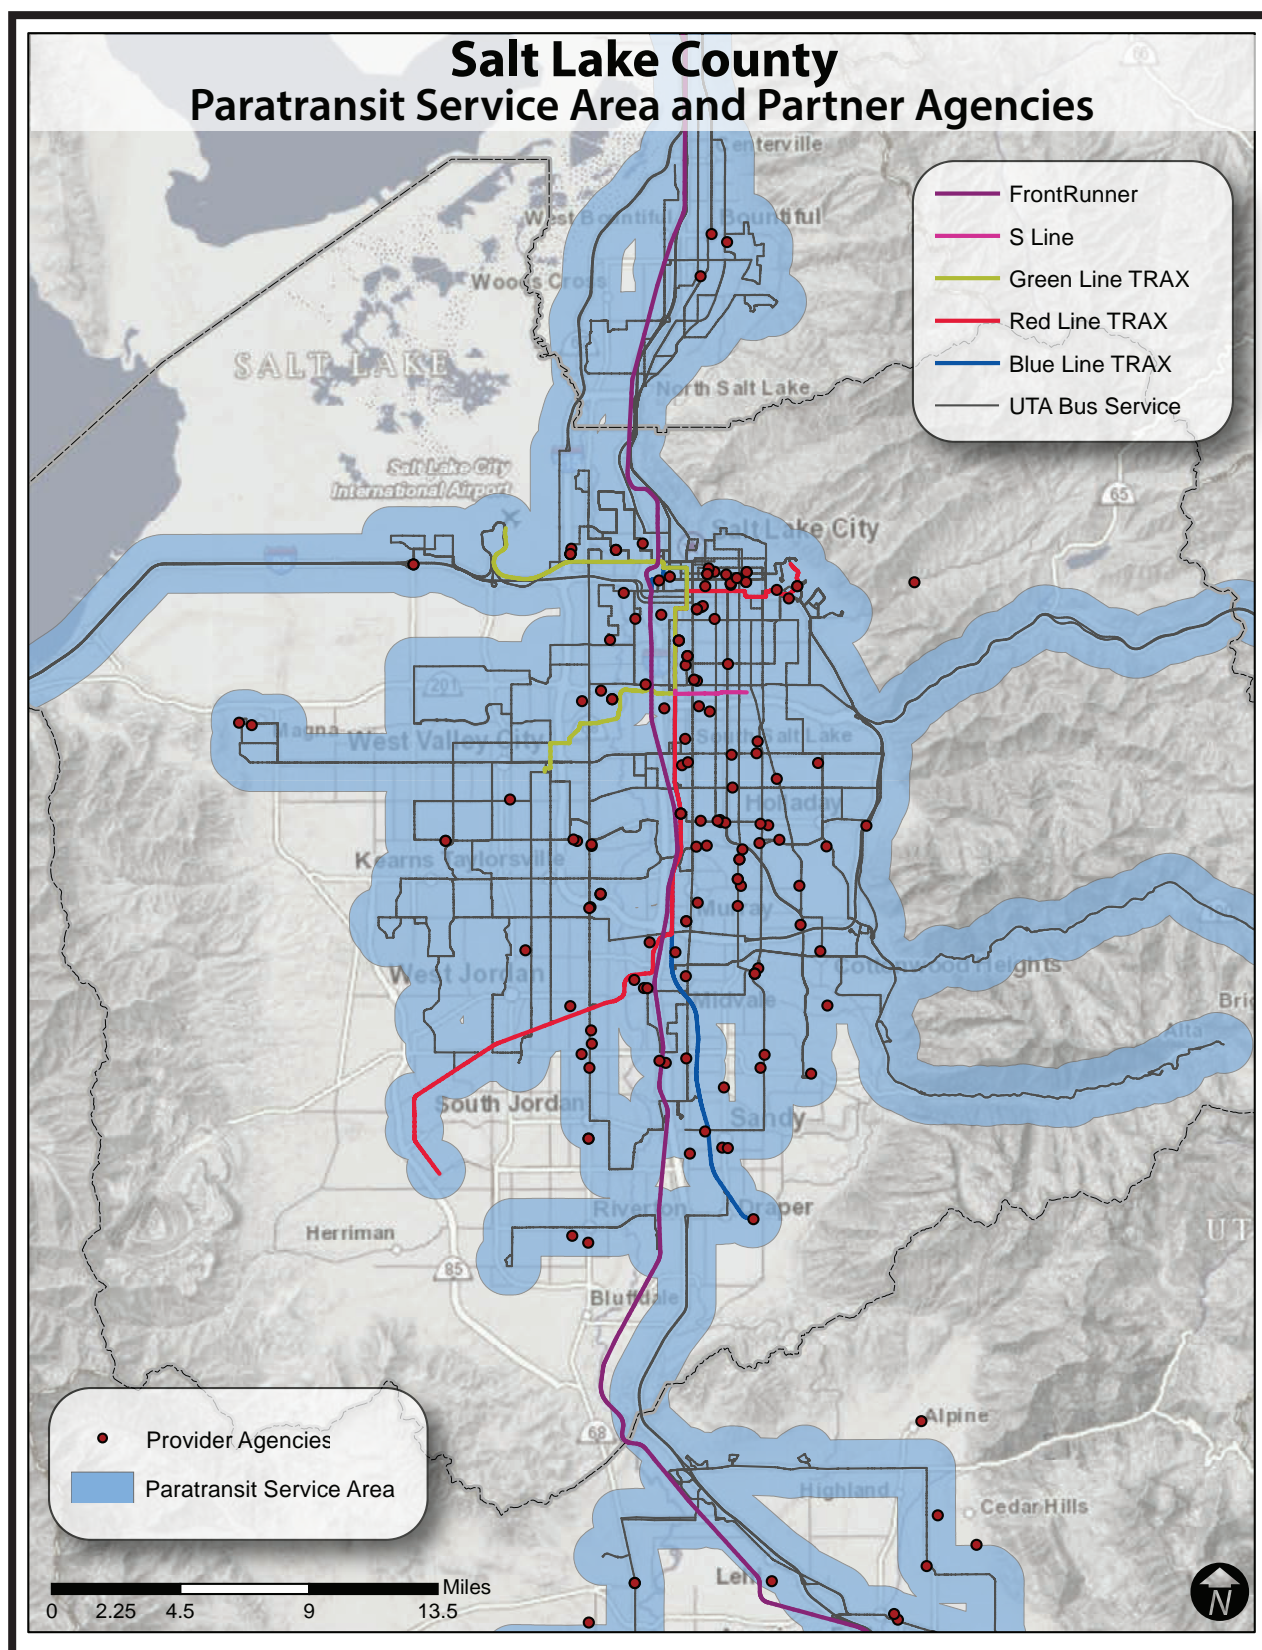 Salt Lake County
Paratransit Service Area and Partner Agencies
Centerville
FrontRunner
S Line
Green Line TRAX
Red Line TRAX
Blue Line TRAX
UTA Bus Service
West Bountiful
Bountiful
Woods Cross
SALT LAKE
North Salt Lake
Salt Lake City
International Airport
65
Salt Lake City
201
Magna
West Valley City
South Salt Lake
Holladay
Kearns Taylorsville
Murray
West Jordan
Cottonwood Heights
Midvale
Alta
South Jordan
Sandy
Riverton
Draper
Herriman
85
Bluffdale
68
Alpine
Highland
Cedar Hills
Provider Agencies
Paratransit Service Area
Miles
0 2.25 4.5 9 13.5
N